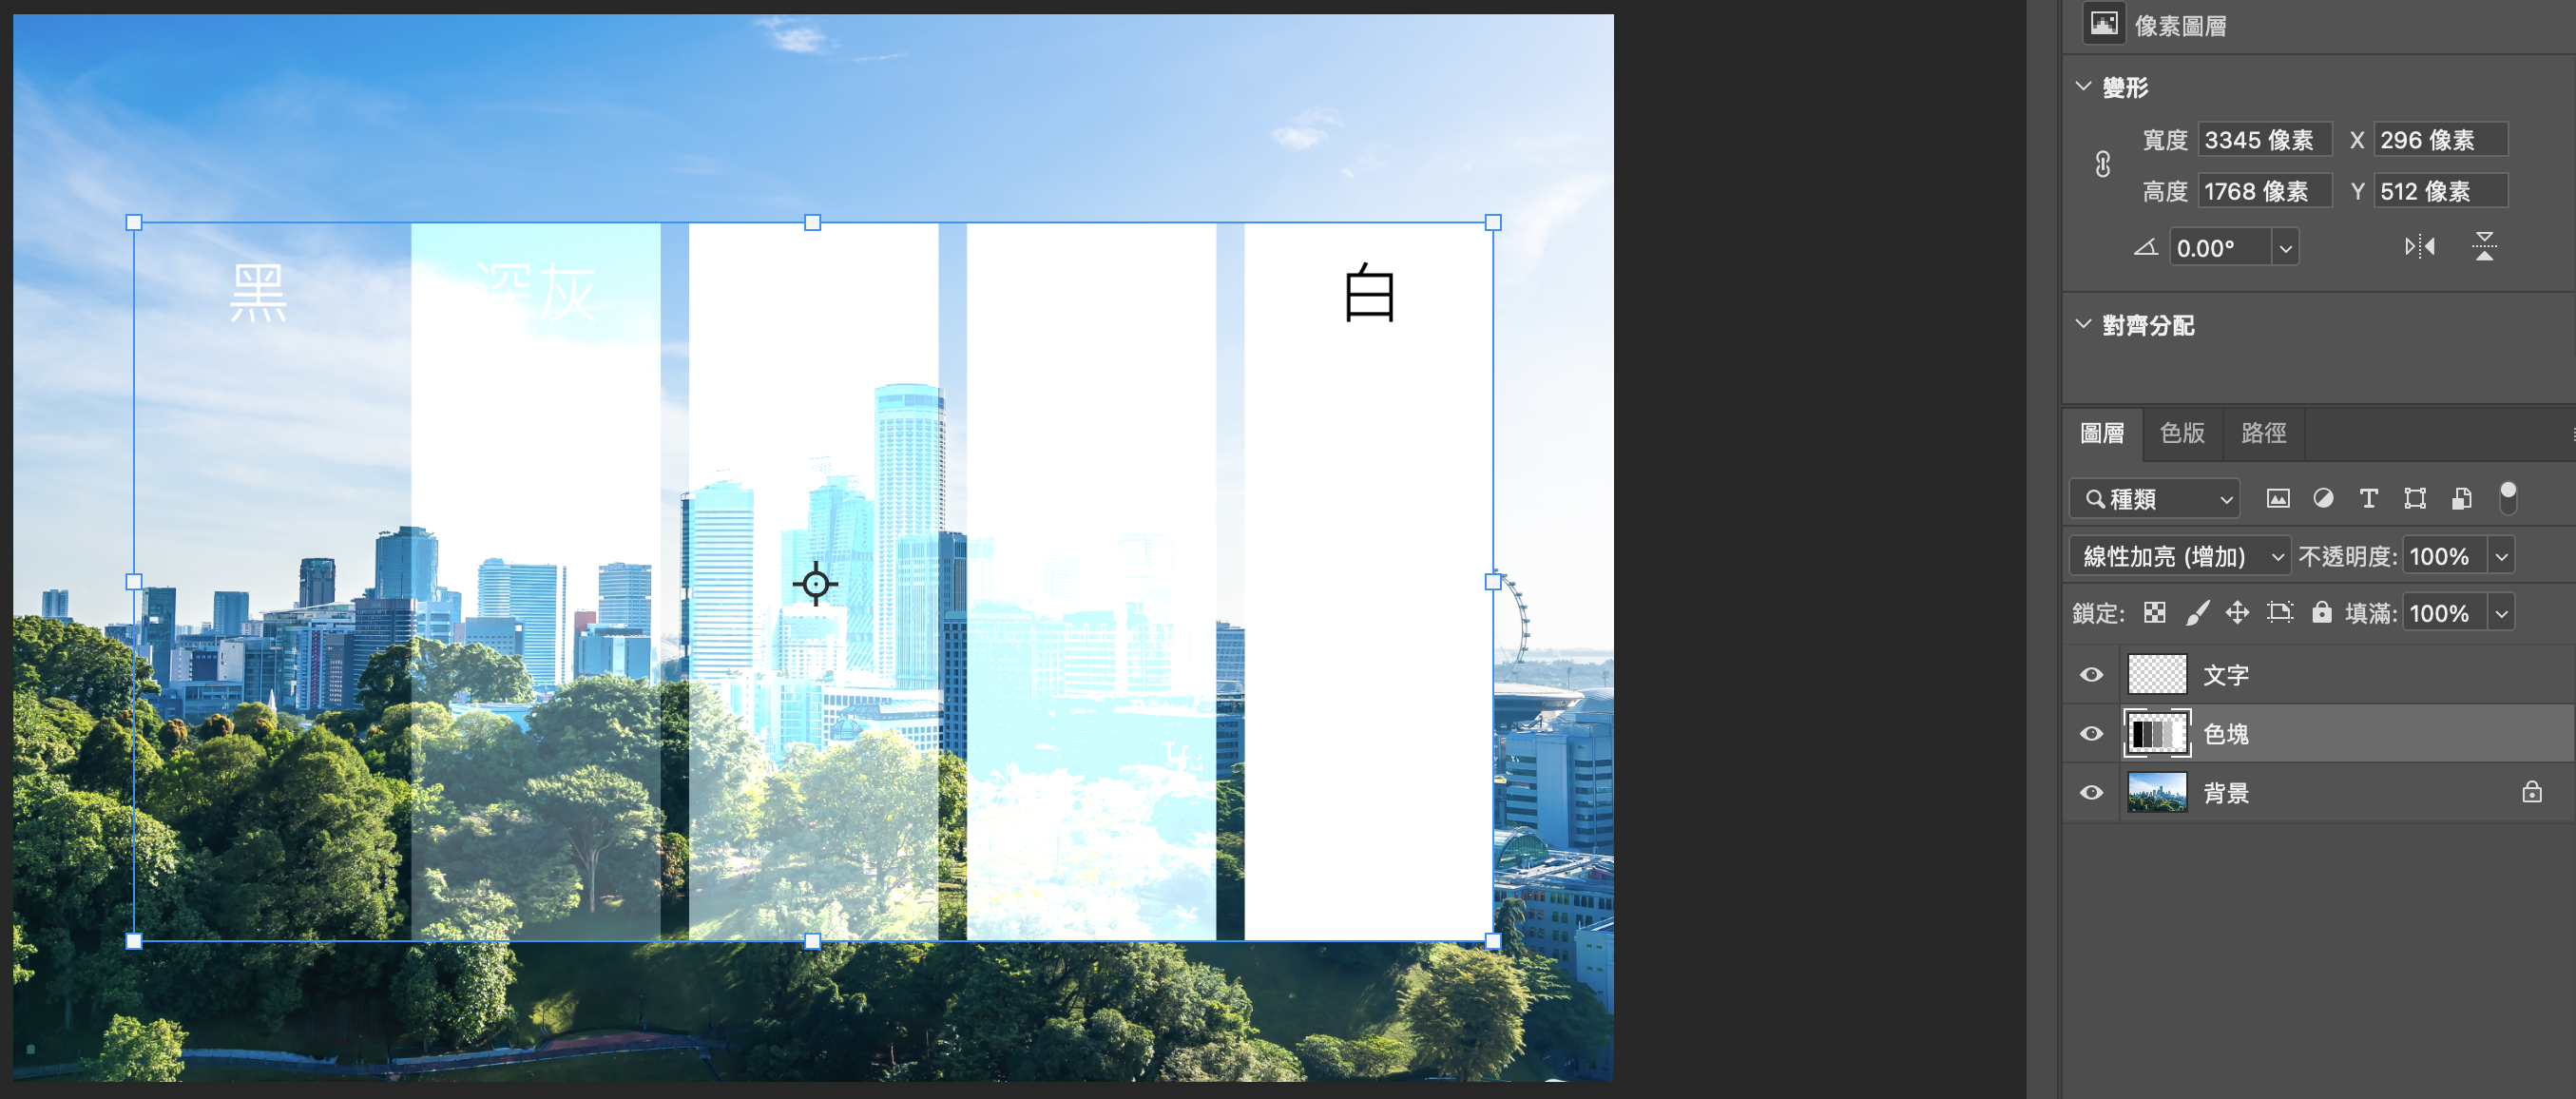 黑
深灰
白
像素圖層
變形
寬度 3345 像素 X 296 像素
高度 1768 像素 Y 512 像素
0.00°
對齊分配
圖層 色版 路徑
種類
線性加亮 (增加) 不透明度: 100%
鎖定: 填滿: 100%
文字
色塊
背景